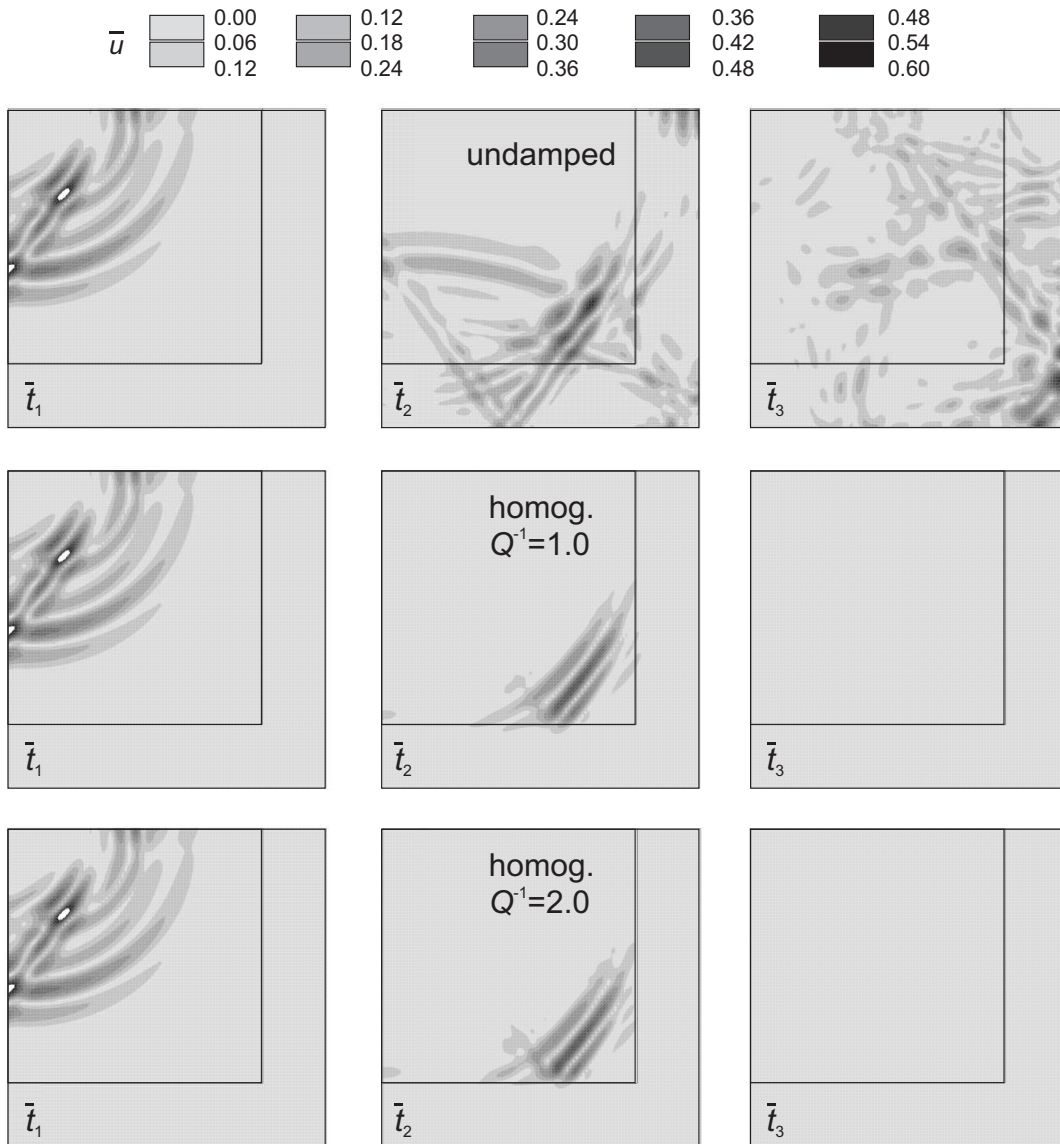 u̅ 0.00 0.12 0.24 0.36 0.48
0.06 0.18 0.30 0.42 0.54
0.12 0.24 0.36 0.48 0.60
undamped
t̅₁ t̅₂ t̅₃
homog.
Q⁻¹=1.0
t̅₁ t̅₂ t̅₃
homog.
Q⁻¹=2.0
t̅₁ t̅₂ t̅₃